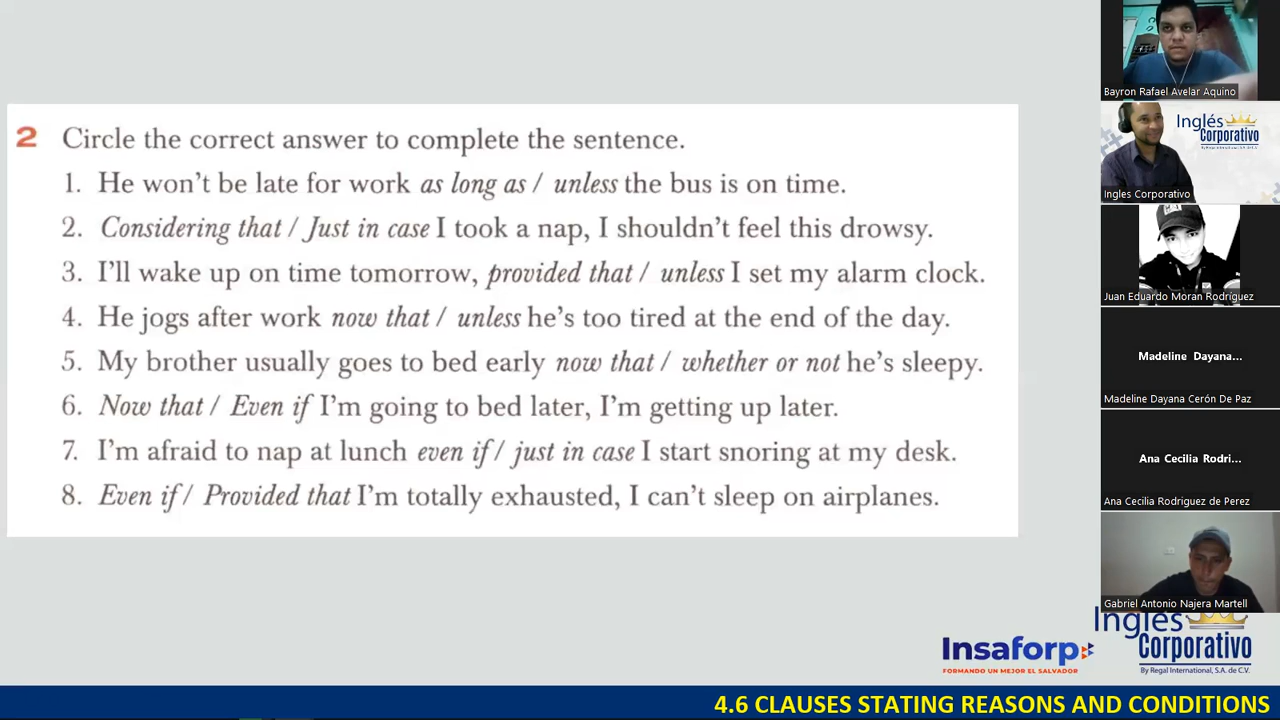 2 Circle the correct answer to complete the sentence.
1. He won't be late for work as long as / unless the bus is on time.
2. Considering that / Just in case I took a nap, I shouldn't feel this drowsy.
3. I'll wake up on time tomorrow, provided that / unless I set my alarm clock.
4. He jogs after work now that / unless he's too tired at the end of the day.
5. My brother usually goes to bed early now that / whether or not he's sleepy.
6. Now that / Even if I'm going to bed later, I'm getting up later.
7. I'm afraid to nap at lunch even if / just in case I start snoring at my desk.
8. Even if / Provided that I'm totally exhausted, I can't sleep on airplanes.
Bayron Rafael Avelar Aquino
Inglés
Corporativo
By Regal International, S.A. de C.V.
Ingles Corporativo
Juan Eduardo Moran Rodríguez
Madeline Dayana...
Madeline Dayana Cerón De Paz
Ana Cecilia Rodri...
Ana Cecilia Rodriguez de Perez
Gabriel Antonio Najera Martell
Insaforp
FORMANDO UN MEJOR EL SALVADOR
Inglés
Corporativo
By Regal International, S.A. de C.V.
4.6 CLAUSES STATING REASONS AND CONDITIONS